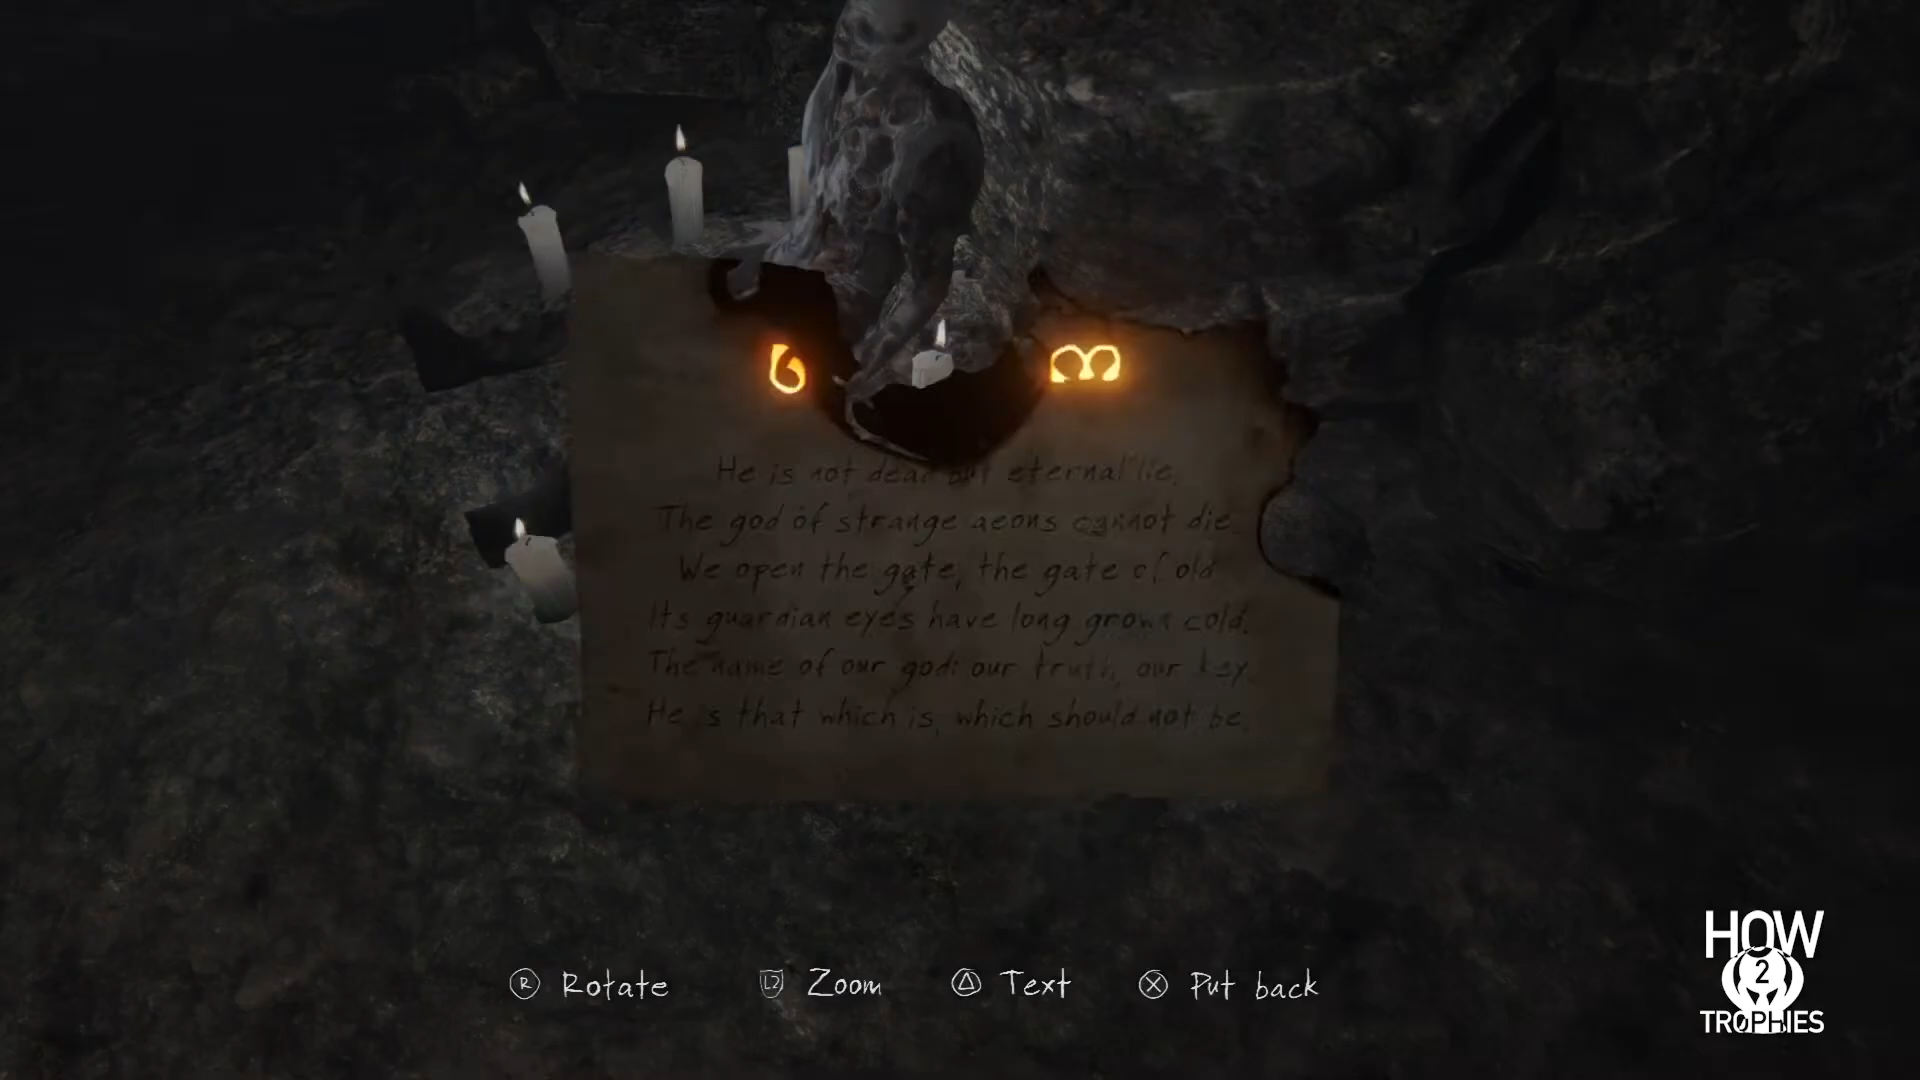 He is not dead but eternal lie.
The god of strange aeons cannot die
We open the gate, the gate of old
Its guardian eyes have long grown cold.
The name of our god: our truth, our key.
He is that which is, which should not be.
R Rotate L2 Zoom Text Put back
HOW
2
TROPHIES